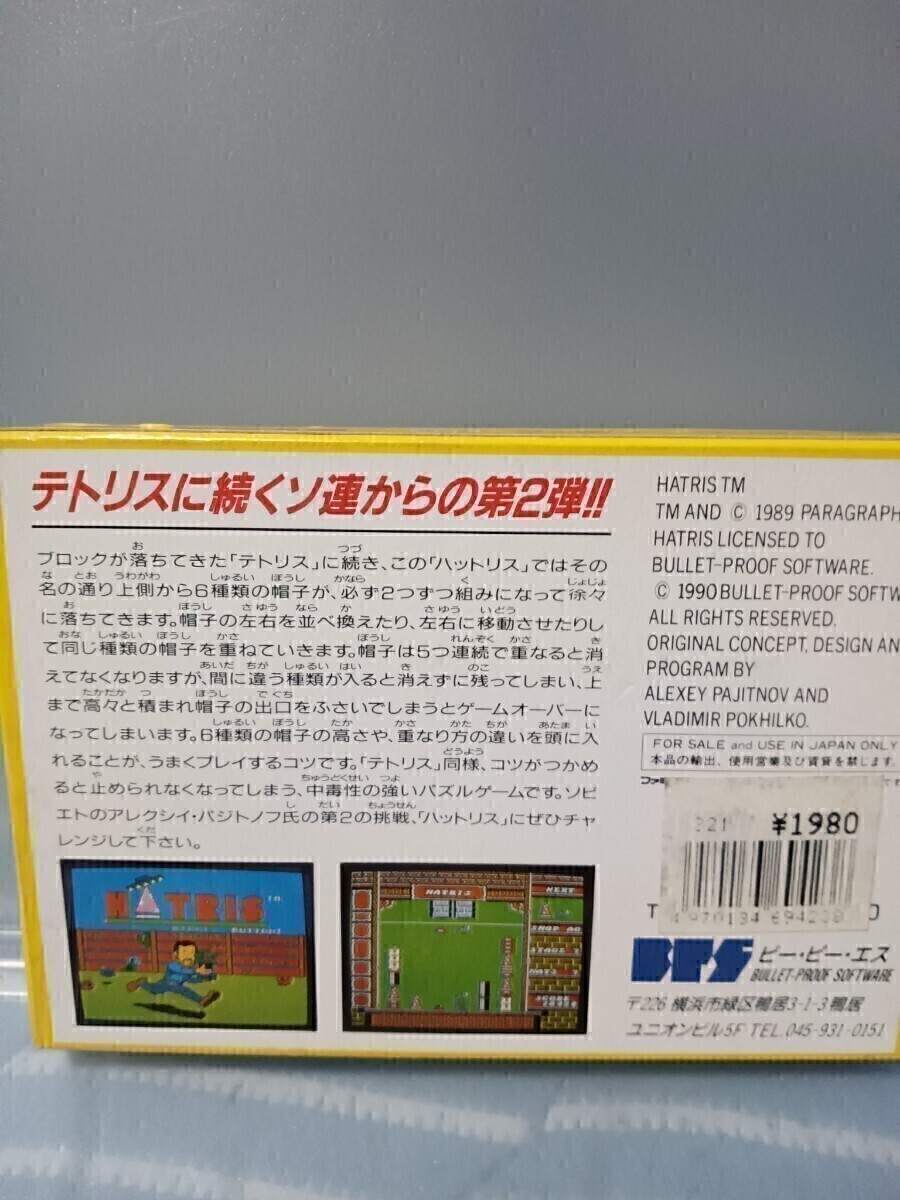 テトリスに続くソ連からの第2弾!!
ブロックが落ちてきた「テトリス」に続き、この「ハットリス」ではその
名の通り上側から6種類の帽子が、必ず2つずつ組みになって徐々
に落ちてきます。帽子の左右を並べ換えたり、左右に移動させたりし
て同じ種類の帽子を重ねていきます。帽子は5つ連続で重なると消
えてなくなりますが、間に違う種類が入ると消えずに残ってしまい、上
まで高々と積まれ帽子の出口をふさいでしまうとゲームオーバーに
なってしまいます。6種類の帽子の高さや、重なり方の違いを頭に入
れることが、うまくプレイするコツです。「テトリス」同様、コツがつかめ
ると止められなくなってしまう、中毒性の強いパズルゲームです。ソビ
エトのアレクシイ・パジトノフ氏の第2の挑戦、「ハットリス」にぜひチャ
レンジして下さい。
HATRIS TM
BUTTON!
HATRIS
NEXT
HATRIS TM
TM AND © 1989 PARAGRAPH
HATRIS LICENSED TO
BULLET-PROOF SOFTWARE.
© 1990 BULLET-PROOF SOFTW
ALL RIGHTS RESERVED.
ORIGINAL CONCEPT, DESIGN AN
PROGRAM BY
ALEXEY PAJITNOV AND
VLADIMIR POKHILKO.
FOR SALE and USE IN JAPAN ONLY
本品の輸出、使用営業及び賃貸を禁じます。
¥1980
4 970134 694238
BPS ビー・ピー・エス
BULLET-PROOF SOFTWARE
〒226 横浜市緑区鴨居3-1-3鴨居
ユニオンビル5F TEL.045-931-0151